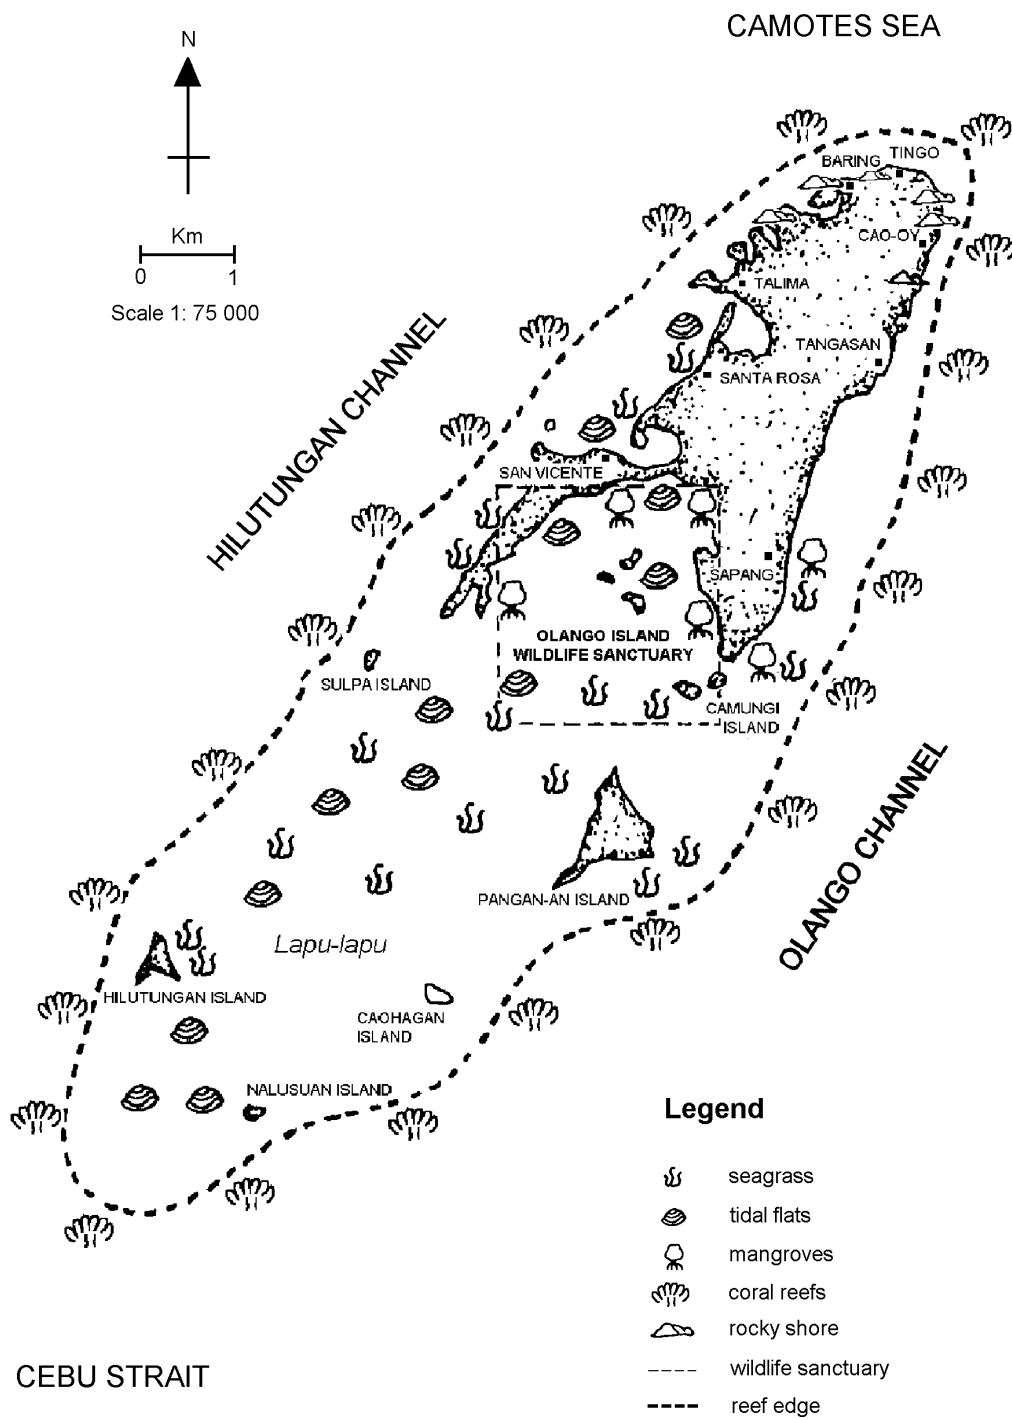 CAMOTES SEA
N
Km
0 1
Scale 1: 75 000
TINGO
BARING
CAO-OY
TALIMA
TANGASAN
SANTA ROSA
HILUTUNGAN CHANNEL
SAN VICENTE
SAPANG
OLANGO ISLAND
WILDLIFE SANCTUARY
SULPA ISLAND
CAMUNGI
ISLAND
OLANGO CHANNEL
PANGAN-AN ISLAND
Lapu-lapu
HILUTUNGAN ISLAND
CAOHAGAN
ISLAND
NALUSUAN ISLAND
Legend
seagrass
tidal flats
mangroves
coral reefs
rocky shore
wildlife sanctuary
reef edge
CEBU STRAIT